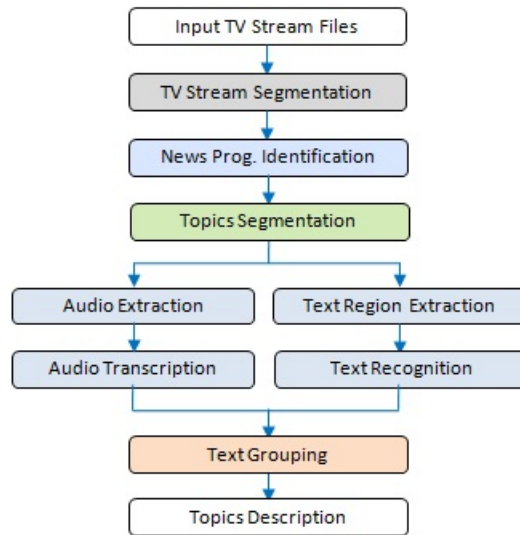 Input TV Stream Files
TV Stream Segmentation
News Prog. Identification
Topics Segmentation
Audio Extraction
Text Region Extraction
Audio Transcription
Text Recognition
Text Grouping
Topics Description